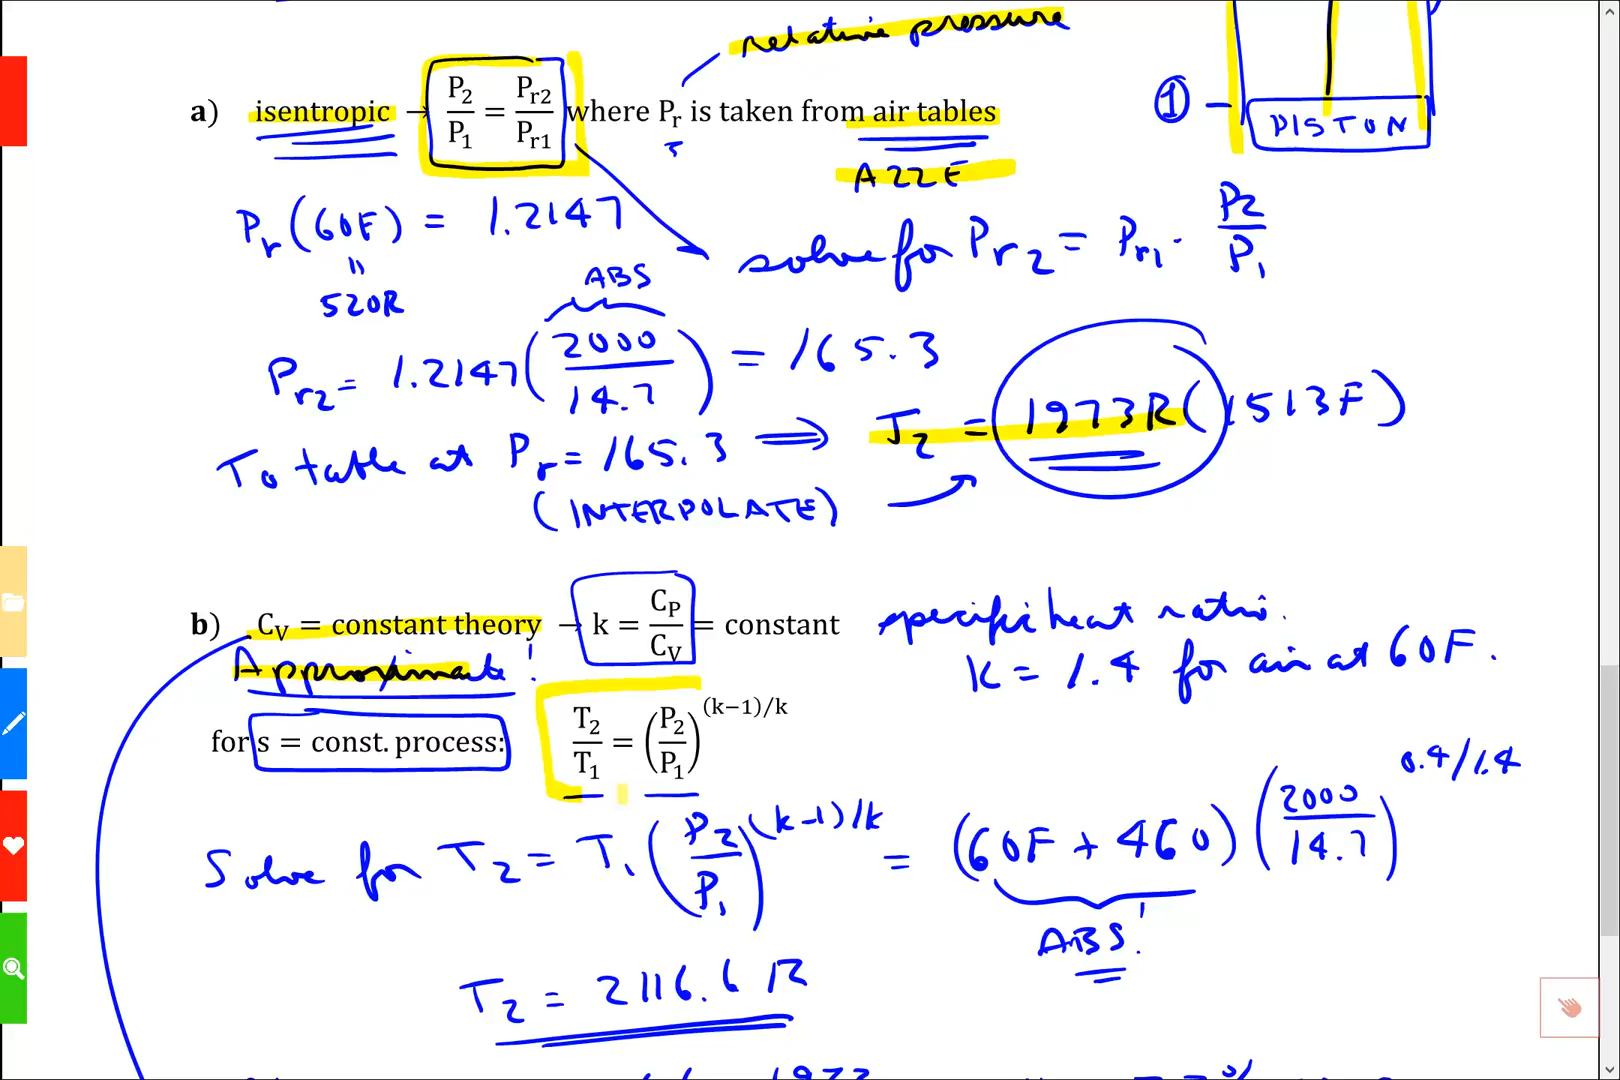 relative pressure
a) isentropic → P₂/P₁ = Pr2/Pr1 where Pr is taken from air tables
① - PISTON
A22E
Pr (60F) = 1.2147
"
520R
solve for Pr2 = Pr1 · P2/P1
ABS
Pr2 = 1.2147 (2000/14.7) = 165.3
To table at Pr = 165.3 ⟹ T2 = 1973R (1513F)
(INTERPOLATE)
b) CV = constant theory → k = CP/CV = constant
specific heat ratio.
Approximate!
K = 1.4 for air at 60F.
for s = const. process: T2/T1 = (P2/P1)^(k−1)/k
Solve for T2 = T1 (P2/P1)^(k-1)/k = (60F + 460) (2000/14.7)^0.4/1.4
ABS!
T2 = 2116.6 R